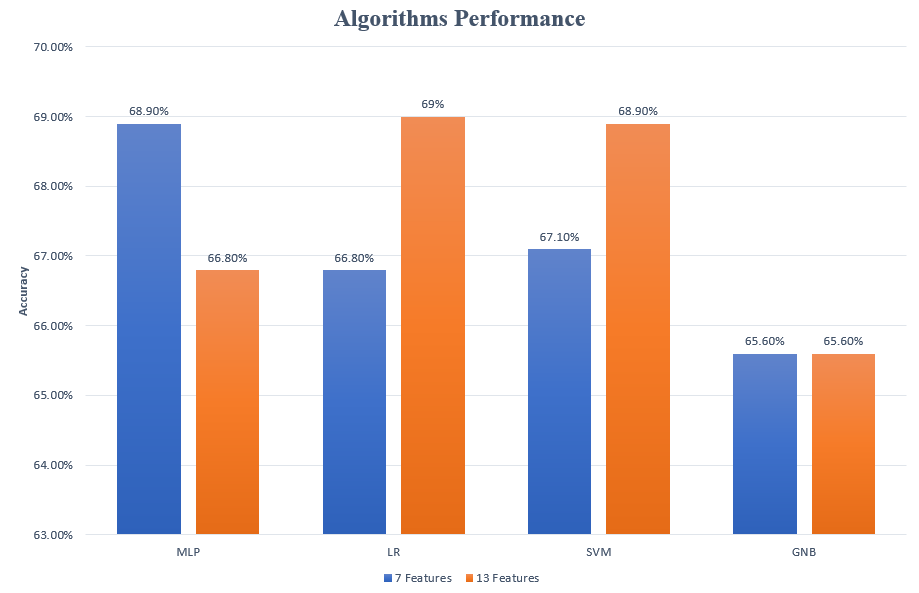 Algorithms Performance
70.00%
69.00%
68.00%
67.00%
66.00%
65.00%
64.00%
63.00%
Accuracy
68.90%
66.80%
66.80%
69%
67.10%
68.90%
65.60%
65.60%
MLP
LR
SVM
GNB
7 Features
13 Features